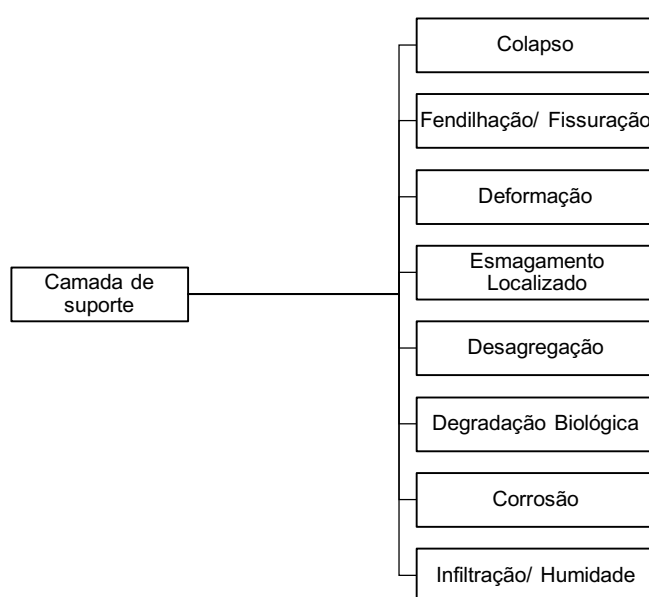 Colapso
Fendilhação/ Fissuração
Deformação
Esmagamento
Localizado
Camada de
suporte
Desagregação
Degradação Biológica
Corrosão
Infiltração/ Humidade